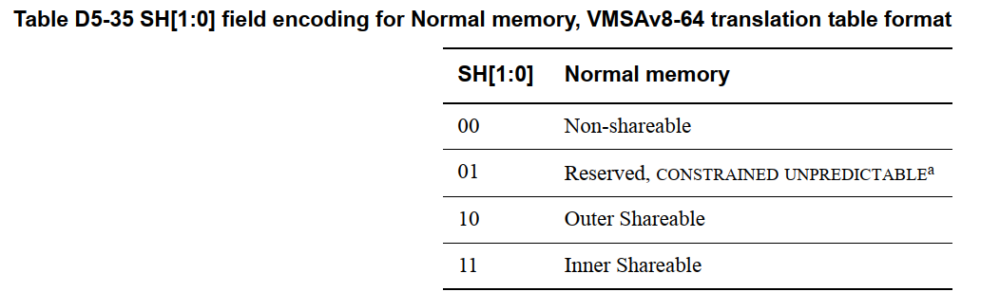 Table D5-35 SH[1:0] field encoding for Normal memory, VMSAv8-64 translation table format
SH[1:0] Normal memory
00 Non-shareable
01 Reserved, CONSTRAINED UNPREDICTABLEa
10 Outer Shareable
11 Inner Shareable